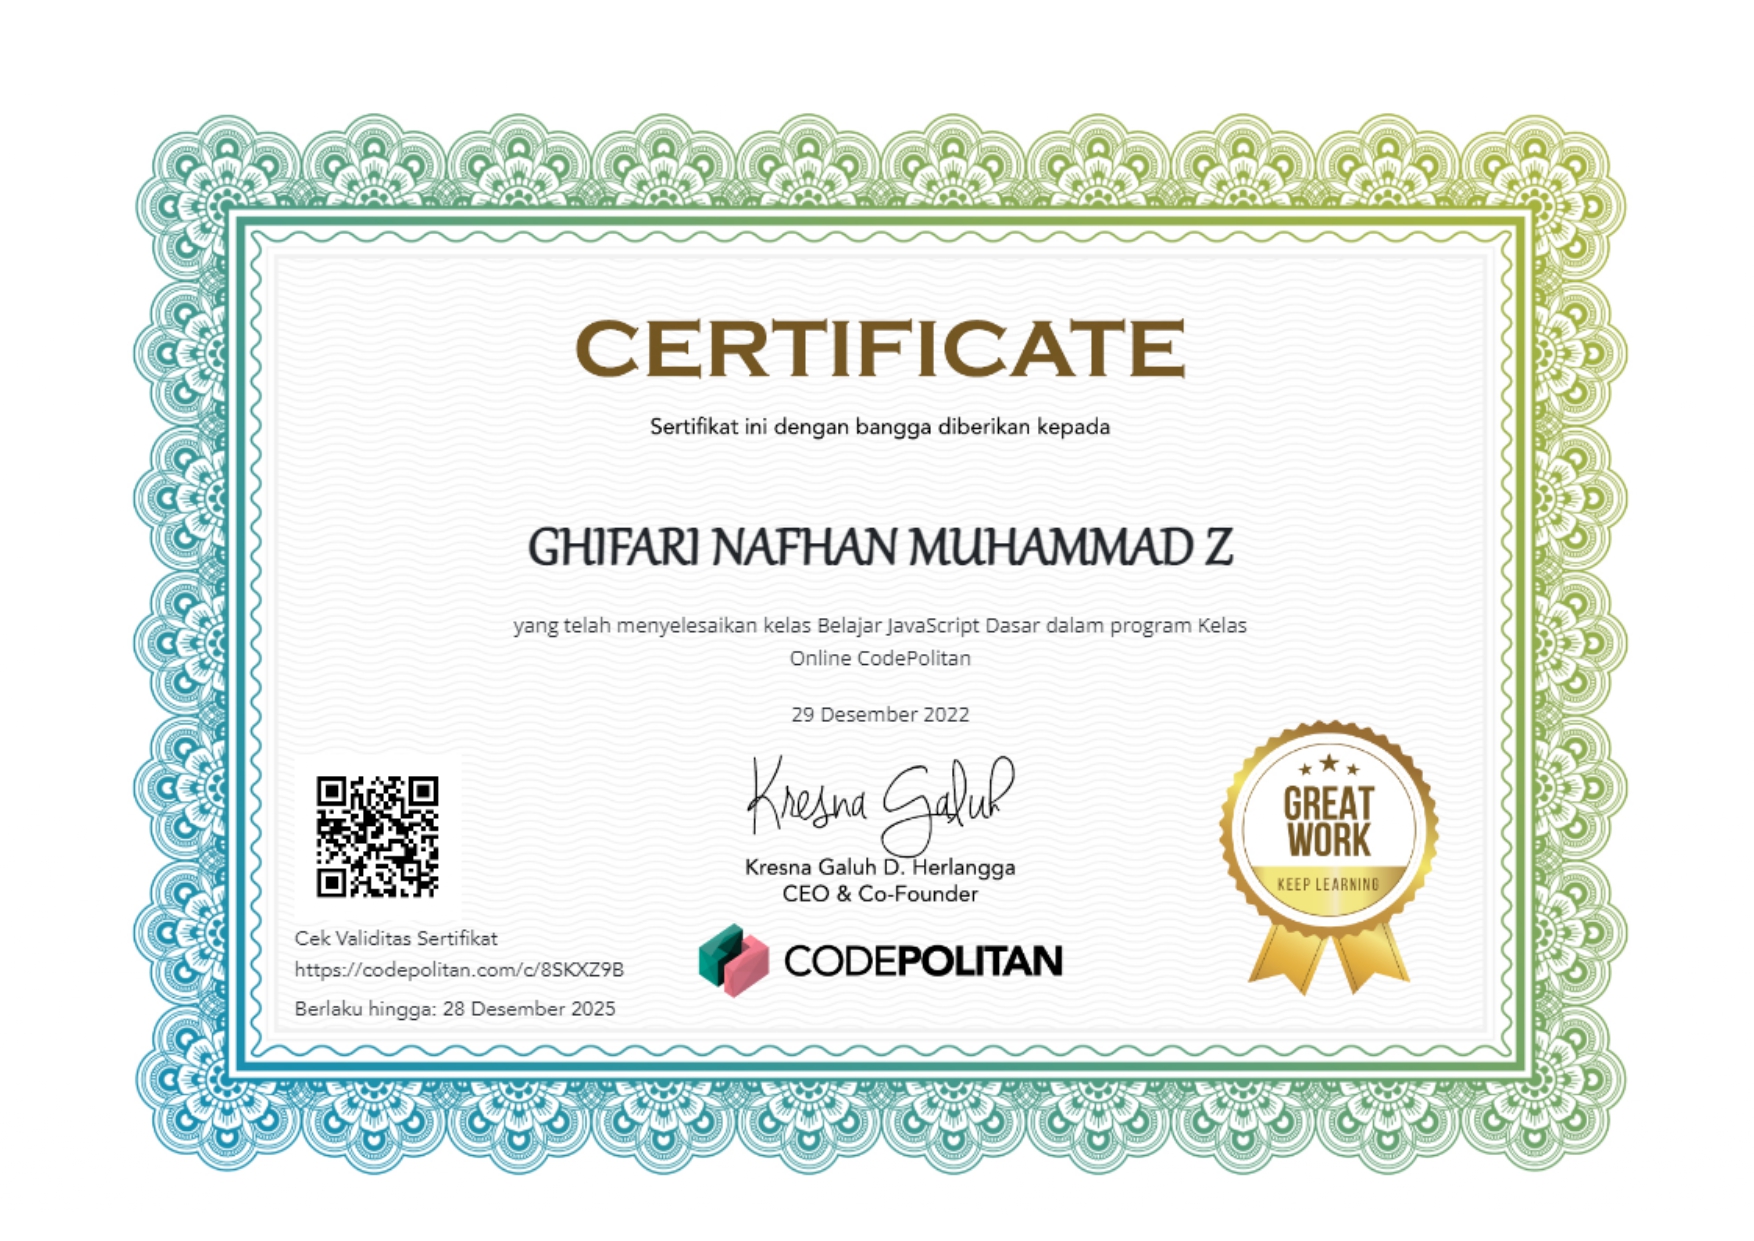 CERTIFICATE
Sertifikat ini dengan bangga diberikan kepada
GHIFARI NAFHAN MUHAMMAD Z
yang telah menyelesaikan kelas Belajar JavaScript Dasar dalam program Kelas
Online CodePolitan
29 Desember 2022
Kresna Galuh
Kresna Galuh D. Herlangga
CEO & Co-Founder
CODEPOLITAN
Cek Validitas Sertifikat
https://codepolitan.com/c/8SKXZ9B
Berlaku hingga: 28 Desember 2025
GREAT
WORK
KEEP LEARNING